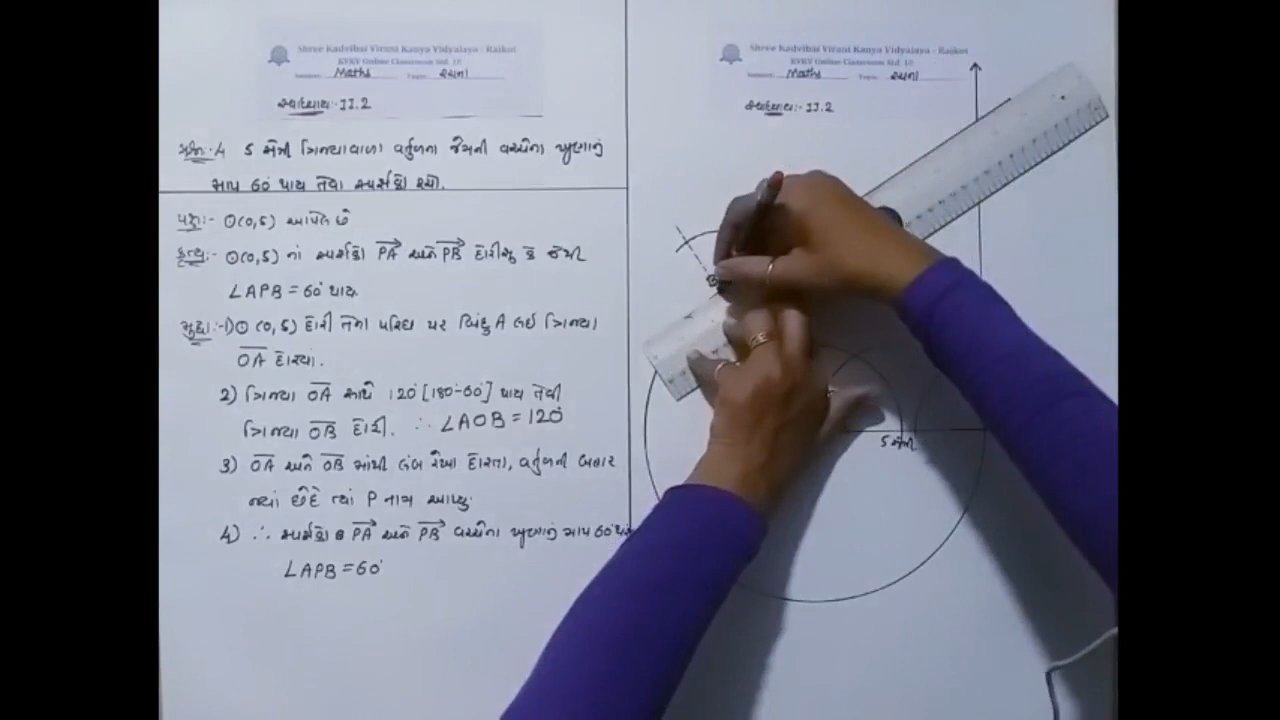 Shree Kadvibai Virani Kanya Vidyalaya - Rajkot
KVKV Online Classroom Std. 10
Subject: Maths Topic: રચના
સ્વાધ્યાય:-11.2
પ્રશ્ન:-4 5 સેમી ત્રિજ્યાવાળા વર્તુળના જેમની વચ્ચેના ખુણાનું
માપ 60° થાય તેવા સ્પર્શકો રચો.
પક્ષ:- ⊙(O,5) આપેલ છે
કૃત્ય:- ⊙(O,5) નાં સ્પર્શકો PA અને PB દોરીશુ કે જેથી
∠APB = 60° થાય.
મુદ્દા:-1) ⊙(O,5) દોરી તેના પરિઘ પર બિંદુ A લઈ ત્રિજ્યા
OA દોરવી.
2) ત્રિજ્યા OA સાથે 120° [180°-60°] થાય તેવી
ત્રિજ્યા OB દોરી. ∴ ∠AOB = 120°
3) OA અને OB માંથી લંબ રેખા દોરતા, વર્તુળની બહાર
જ્યાં છેદે ત્યાં P નામ આપ્યુ.
4) ∴ સ્પર્શકો PA અને PB વચ્ચેના ખુણાનું માપ 60°
∠APB = 60°
Shree Kadvibai Virani Kanya Vidyalaya - Rajkot
KVKV Online Classroom Std. 10
Subject: Maths Topic: રચના
સ્વાધ્યાય:-11.2
B
5 સેમી